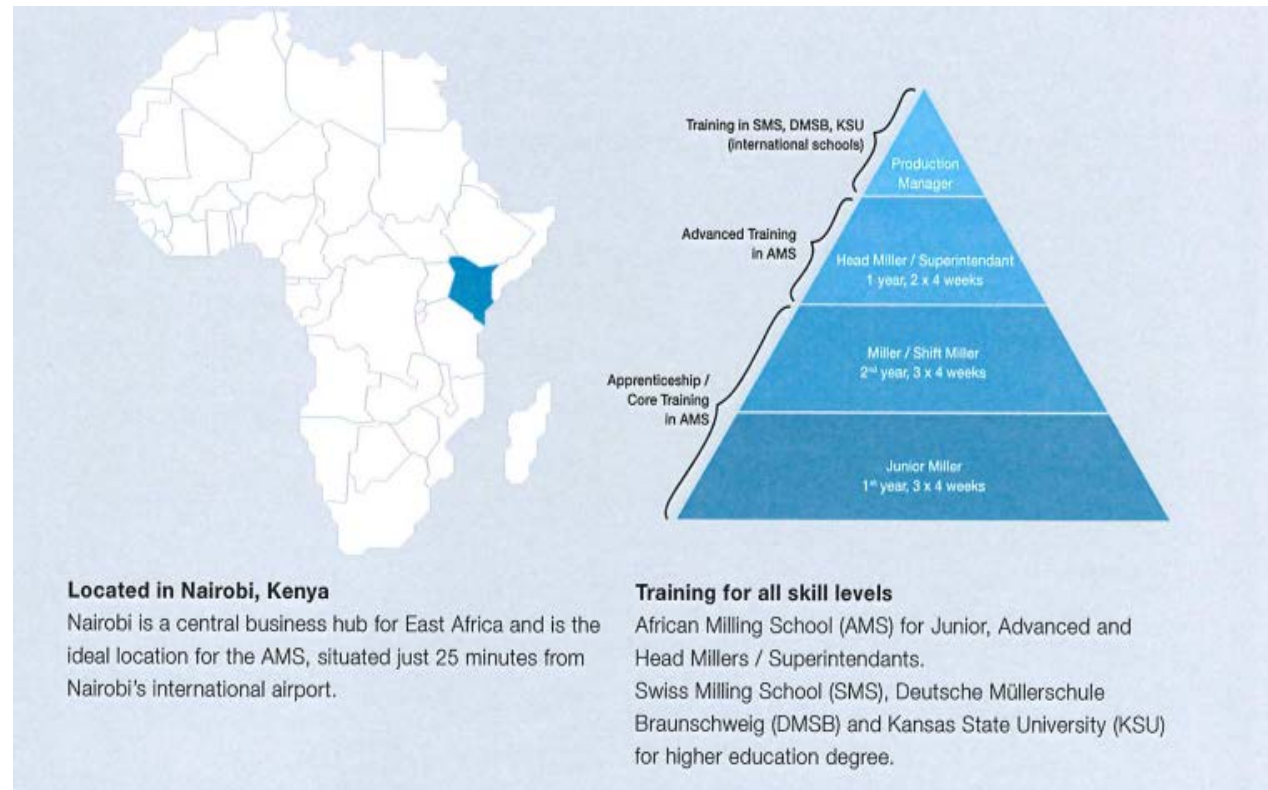 Training in SMS, DMSB, KSU
(international schools)
Production
Manager
Advanced Training
in AMS
Head Miller / Superintendant
1 year, 2 x 4 weeks
Miller / Shift Miller
2nd year, 3 x 4 weeks
Apprenticeship /
Core Training
in AMS
Junior Miller
1st year, 3 x 4 weeks
Located in Nairobi, Kenya
Nairobi is a central business hub for East Africa and is the
ideal location for the AMS, situated just 25 minutes from
Nairobi's international airport.
Training for all skill levels
African Milling School (AMS) for Junior, Advanced and
Head Millers / Superintendants.
Swiss Milling School (SMS), Deutsche Müllerschule
Braunschweig (DMSB) and Kansas State University (KSU)
for higher education degree.